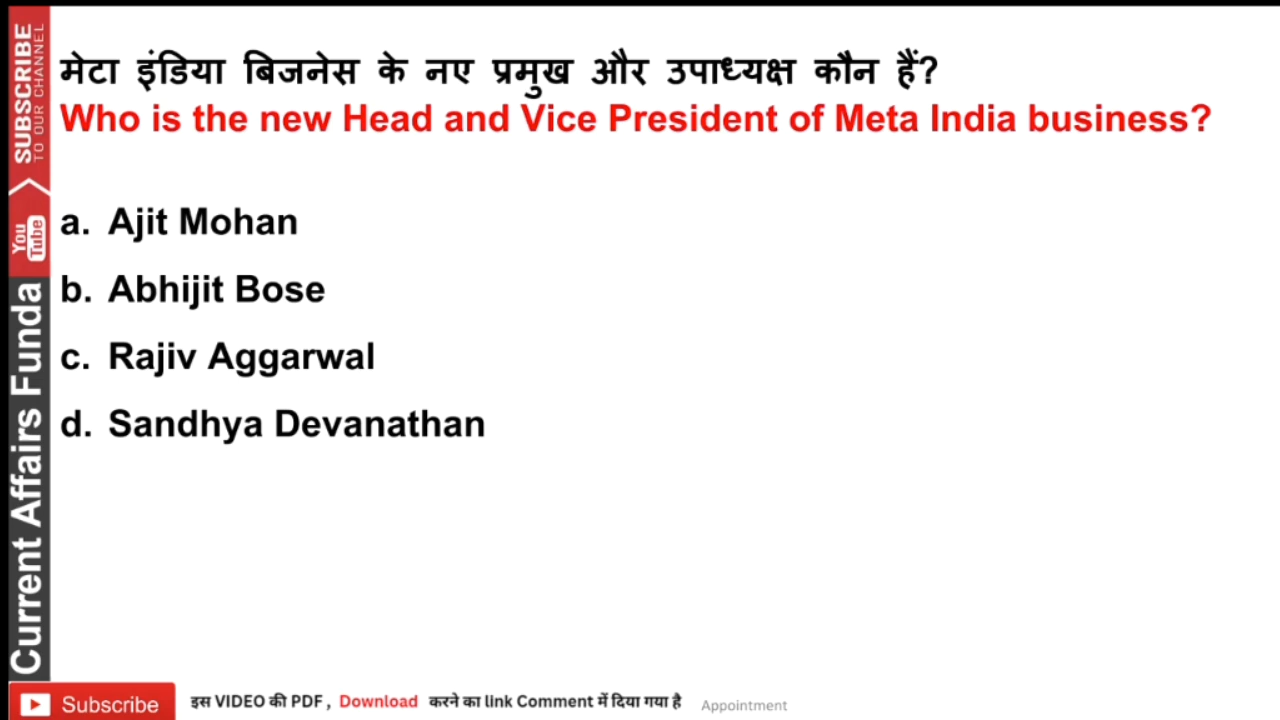 मेटा इंडिया बिजनेस के नए प्रमुख और उपाध्यक्ष कौन हैं?
Who is the new Head and Vice President of Meta India business?
a. Ajit Mohan
b. Abhijit Bose
c. Rajiv Aggarwal
d. Sandhya Devanathan
SUBSCRIBE
TO OUR CHANNEL
You Tube
Current Affairs Funda
Subscribe
इस VIDEO की PDF , Download करने का link Comment में दिया गया है
Appointment